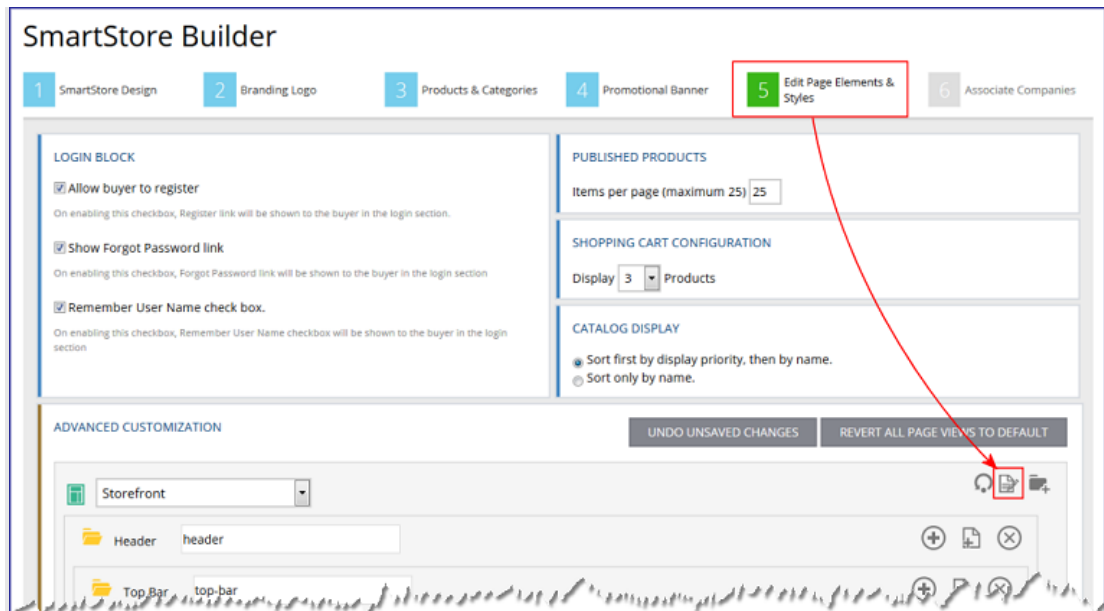 SmartStore Builder
1 SmartStore Design
2 Branding Logo
3 Products & Categories
4 Promotional Banner
5 Edit Page Elements &
Styles
6 Associate Companies
LOGIN BLOCK
Allow buyer to register
On enabling this checkbox, Register link will be shown to the buyer in the login section.
Show Forgot Password link
On enabling this checkbox, Forgot Password link will be shown to the buyer in the login section
Remember User Name check box.
On enabling this checkbox, Remember User Name checkbox will be shown to the buyer in the login
section
PUBLISHED PRODUCTS
Items per page (maximum 25) 25
SHOPPING CART CONFIGURATION
Display 3 Products
CATALOG DISPLAY
Sort first by display priority, then by name.
Sort only by name.
ADVANCED CUSTOMIZATION
UNDO UNSAVED CHANGES
REVERT ALL PAGE VIEWS TO DEFAULT
Storefront
Header header
Top Bar top-bar